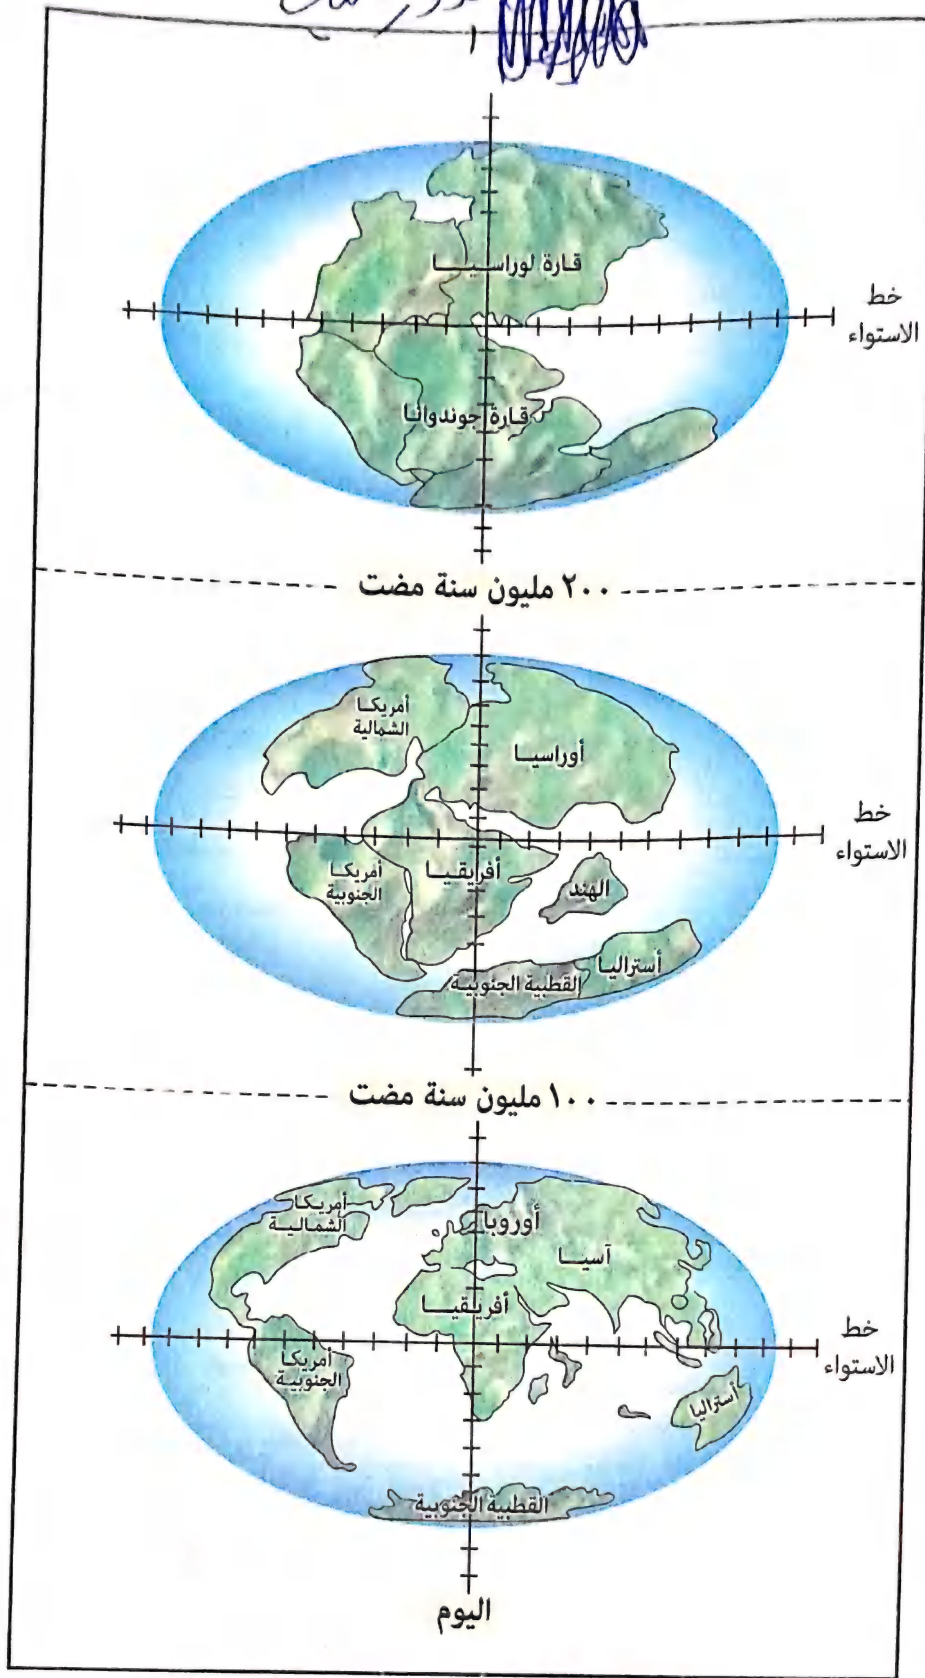 قارة لوراسيا
خط
الاستواء
قارة جوندوانا
٢٠٠ مليون سنة مضت
أمريكا
الشمالية
أوراسيا
خط
الاستواء
أفريقيا
أمريكا
الجنوبية
الهند
أستراليا
القطبية الجنوبية
١٠٠ مليون سنة مضت
أمريكا
الشمالية
أوروبا
آسيا
أفريقيا
خط
الاستواء
أمريكا
الجنوبية
أستراليا
القطبية الجنوبية
اليوم